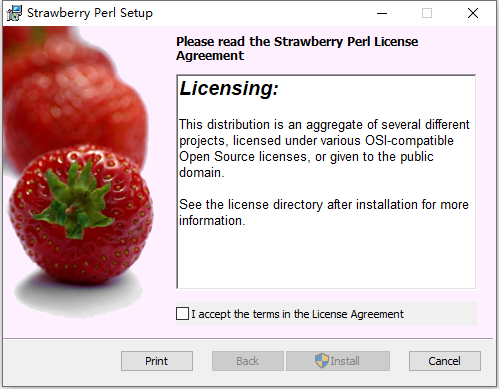 Strawberry Perl Setup
Please read the Strawberry Perl License
Agreement
Licensing:
This distribution is an aggregate of several different
projects, licensed under various OSI-compatible
Open Source licenses, or given to the public
domain.
See the license directory after installation for more
information.
I accept the terms in the License Agreement
Print
Back
Install
Cancel